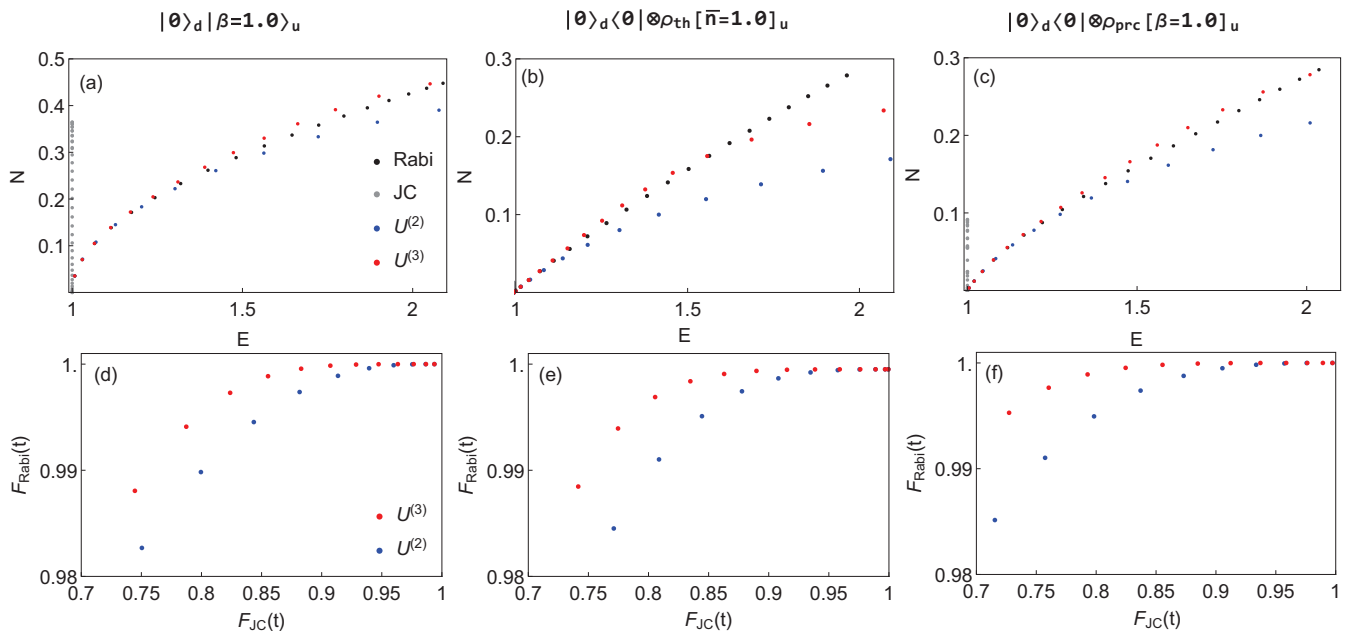 |0⟩d|β=1.0⟩u
|0⟩d⟨0|⊗ρth[n̅=1.0]u
|0⟩d⟨0|⊗ρprc[β=1.0]u
(a)
0.5
0.4
0.3
0.2
0.1
N
1
1.5
2
E
Rabi
JC
U(2)
U(3)
(b)
0.3
0.2
0.1
N
1
1.5
2
E
(c)
0.3
0.2
0.1
N
1
1.5
2
E
(d)
1.
0.99
0.98
FRabi(t)
0.7
0.75
0.8
0.85
0.9
0.95
1
FJC(t)
U(3)
U(2)
(e)
1.
0.99
0.98
FRabi(t)
0.7
0.75
0.8
0.85
0.9
0.95
1
FJC(t)
(f)
1.
0.99
0.98
FRabi(t)
0.7
0.75
0.8
0.85
0.9
0.95
1
FJC(t)